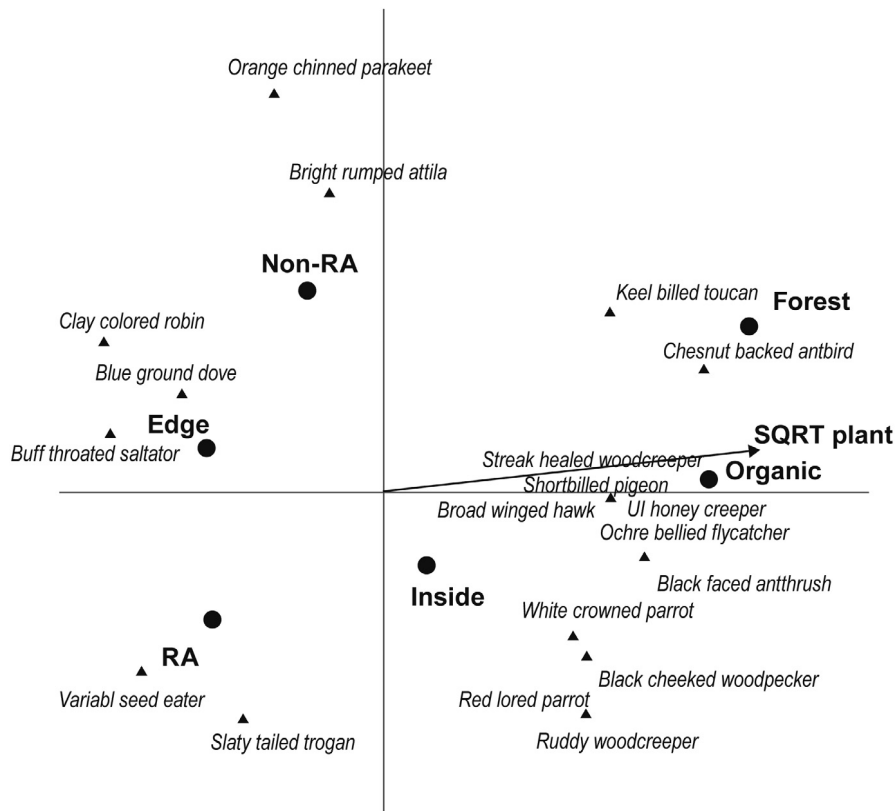 Orange chinned parakeet
Bright rumped attila
Non-RA
Keel billed toucan
Forest
Clay colored robin
Chesnut backed antbird
Blue ground dove
Edge
SQRT plant
Buff throated saltator
Streak healed woodcreeper
Organic
Shortbilled pigeon
Broad winged hawk
UI honey creeper
Ochre bellied flycatcher
Black faced antthrush
Inside
White crowned parrot
RA
Black cheeked woodpecker
Variabl seed eater
Red lored parrot
Slaty tailed trogan
Ruddy woodcreeper